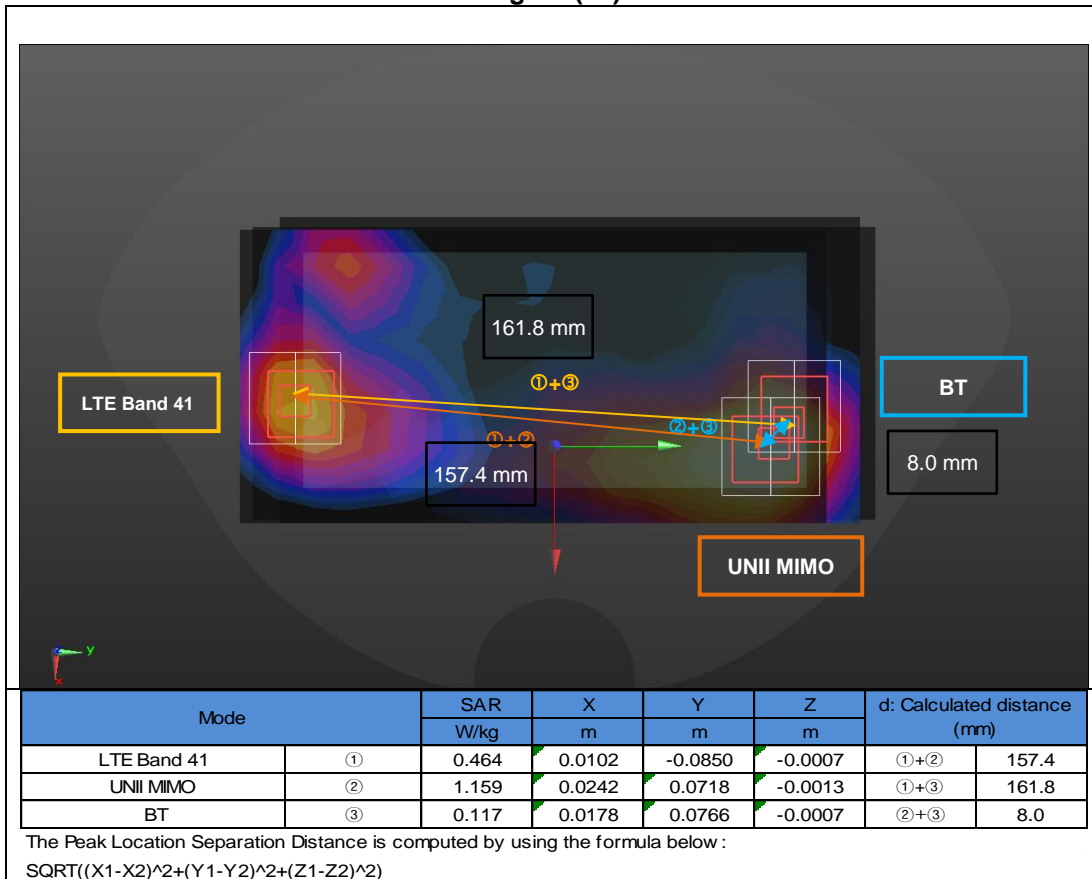 161.8 mm
①+③
LTE Band 41
BT
②+③
①+②
8.0 mm
157.4 mm
UNII MIMO
y
x
Mode SAR X Y Z d: Calculated distance (mm)
W/kg m m m
LTE Band 41 ① 0.464 0.0102 -0.0850 -0.0007 ①+② 157.4
UNII MIMO ② 1.159 0.0242 0.0718 -0.0013 ①+③ 161.8
BT ③ 0.117 0.0178 0.0766 -0.0007 ②+③ 8.0
The Peak Location Separation Distance is computed by using the formula below :
SQRT((X1-X2)^2+(Y1-Y2)^2+(Z1-Z2)^2)